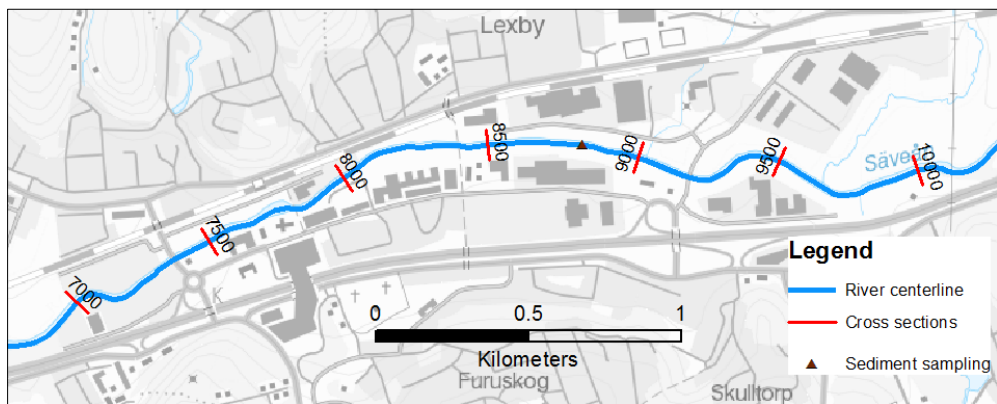 Lexby
8500
9000
9500
10000
Säveå
8000
7500
7000
K
Legend
River centerline
Cross sections
Sediment sampling
0 0.5 1
Kilometers
Furuskog
Skulltorp